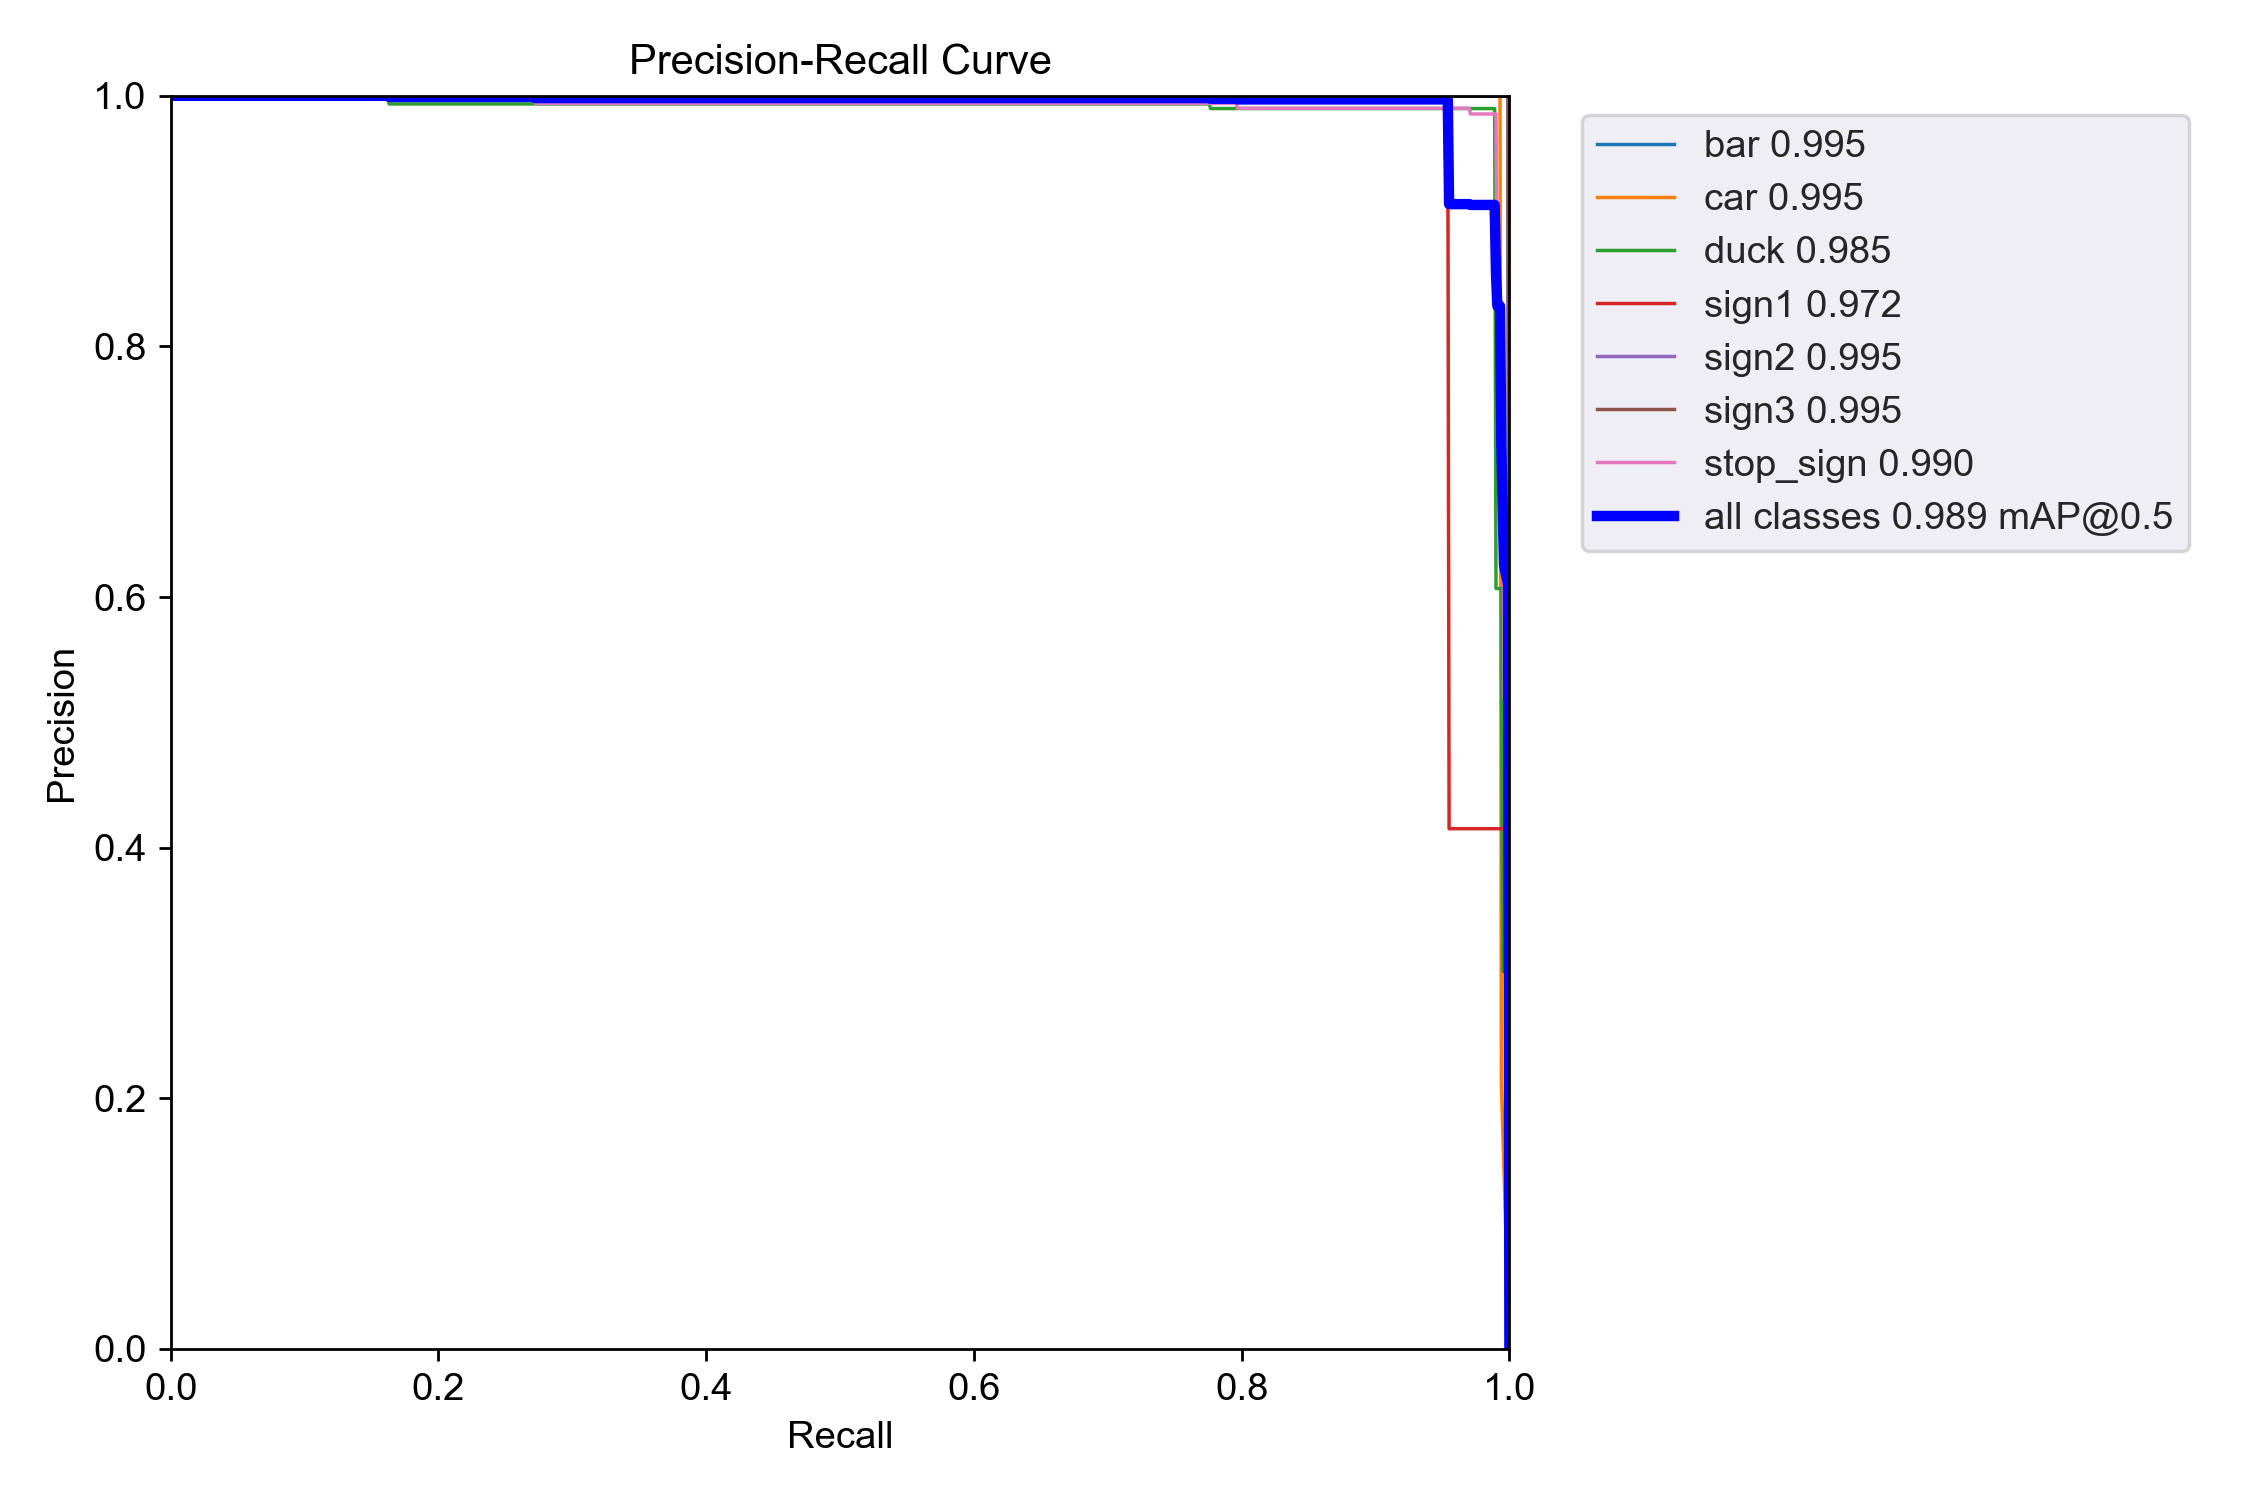 Precision-Recall Curve
1.0
0.8
0.6
0.4
0.2
0.0
Precision
0.0 0.2 0.4 0.6 0.8 1.0
Recall
bar 0.995
car 0.995
duck 0.985
sign1 0.972
sign2 0.995
sign3 0.995
stop_sign 0.990
all classes 0.989 mAP@0.5